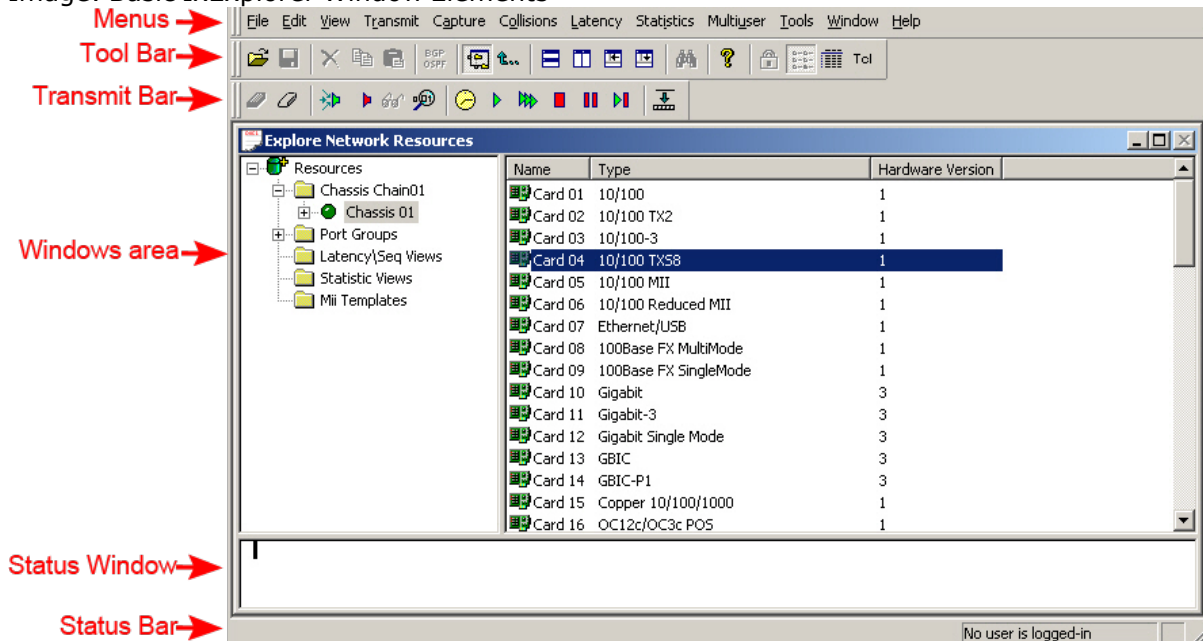 Image: Basic IxExplorer Window Elements
Menus
File Edit View Transmit Capture Collisions Latency Statistics Multiuser Tools Window Help
Tool Bar
BGP
OSPF
Tcl
Transmit Bar
Explore Network Resources
Resources
Chassis Chain01
Chassis 01
Port Groups
Latency\Seq Views
Statistic Views
Mii Templates
Windows area
Name Type Hardware Version
Card 01 10/100 1
Card 02 10/100 TX2 1
Card 03 10/100-3 1
Card 04 10/100 TXS8 1
Card 05 10/100 MII 1
Card 06 10/100 Reduced MII 1
Card 07 Ethernet/USB 1
Card 08 100Base FX MultiMode 1
Card 09 100Base FX SingleMode 1
Card 10 Gigabit 3
Card 11 Gigabit-3 3
Card 12 Gigabit Single Mode 3
Card 13 GBIC 3
Card 14 GBIC-P1 3
Card 15 Copper 10/100/1000 1
Card 16 OC12c/OC3c POS 1
Status Window
Status Bar
No user is logged-in